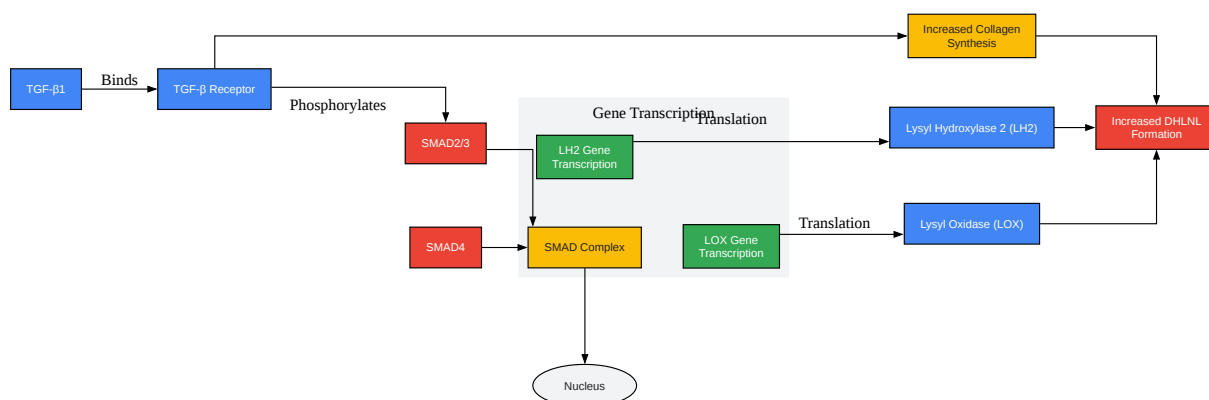 Increased Collagen
Synthesis
TGF-β1
Binds
TGF-β Receptor
Phosphorylates
SMAD2/3
Gene Transcription
Translation
LH2 Gene
Transcription
Lysyl Hydroxylase 2 (LH2)
Increased DHLNL
Formation
SMAD4
SMAD Complex
LOX Gene
Transcription
Translation
Lysyl Oxidase (LOX)
Nucleus